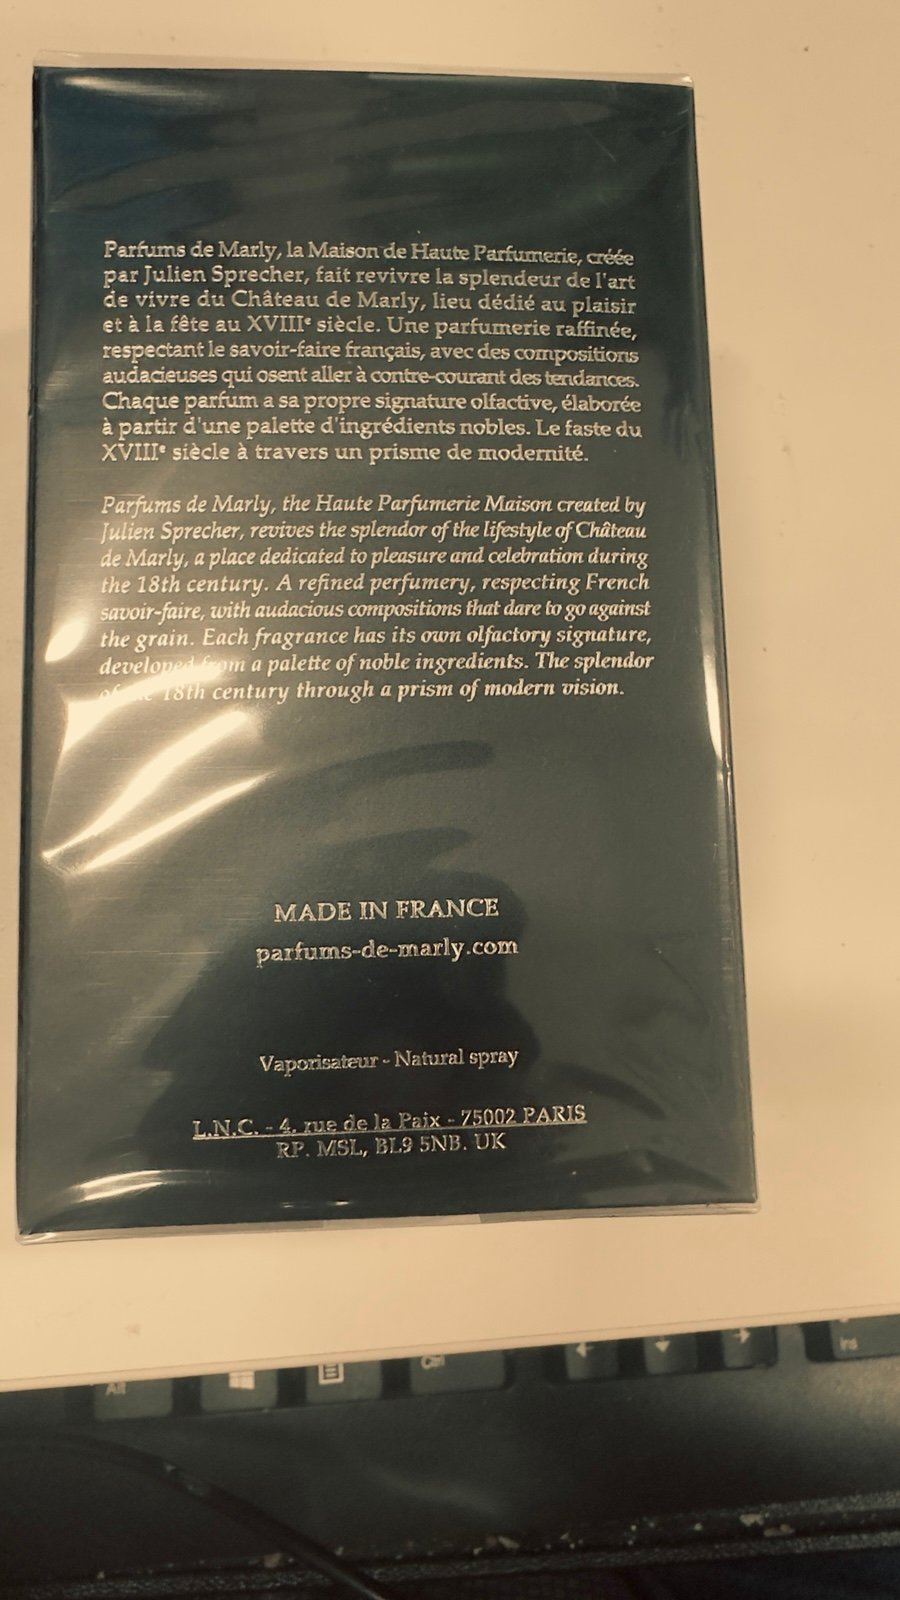 Parfums de Marly, la Maison de Haute Parfumerie, créée
par Julien Sprecher, fait revivre la splendeur de l'art
de vivre du Château de Marly, lieu dédié au plaisir
et à la fête au XVIIIᵉ siècle. Une parfumerie raffinée,
respectant le savoir-faire français, avec des compositions
audacieuses qui osent aller à contre-courant des tendances.
Chaque parfum a sa propre signature olfactive, élaborée
à partir d'une palette d'ingrédients nobles. Le faste du
XVIIIᵉ siècle à travers un prisme de modernité.
Parfums de Marly, the Haute Parfumerie Maison created by
Julien Sprecher, revives the splendor of the lifestyle of Château
de Marly, a place dedicated to pleasure and celebration during
the 18th century. A refined perfumery, respecting French
savoir-faire, with audacious compositions that dare to go against
the grain. Each fragrance has its own olfactory signature,
developed from a palette of noble ingredients. The splendor
of the 18th century through a prism of modern vision.
MADE IN FRANCE
parfums-de-marly.com
Vaporisateur - Natural spray
L.N.C. - 4, rue de la Paix - 75002 PARIS
RP. MSL, BL9 5NB. UK
Alt Ctrl Ins